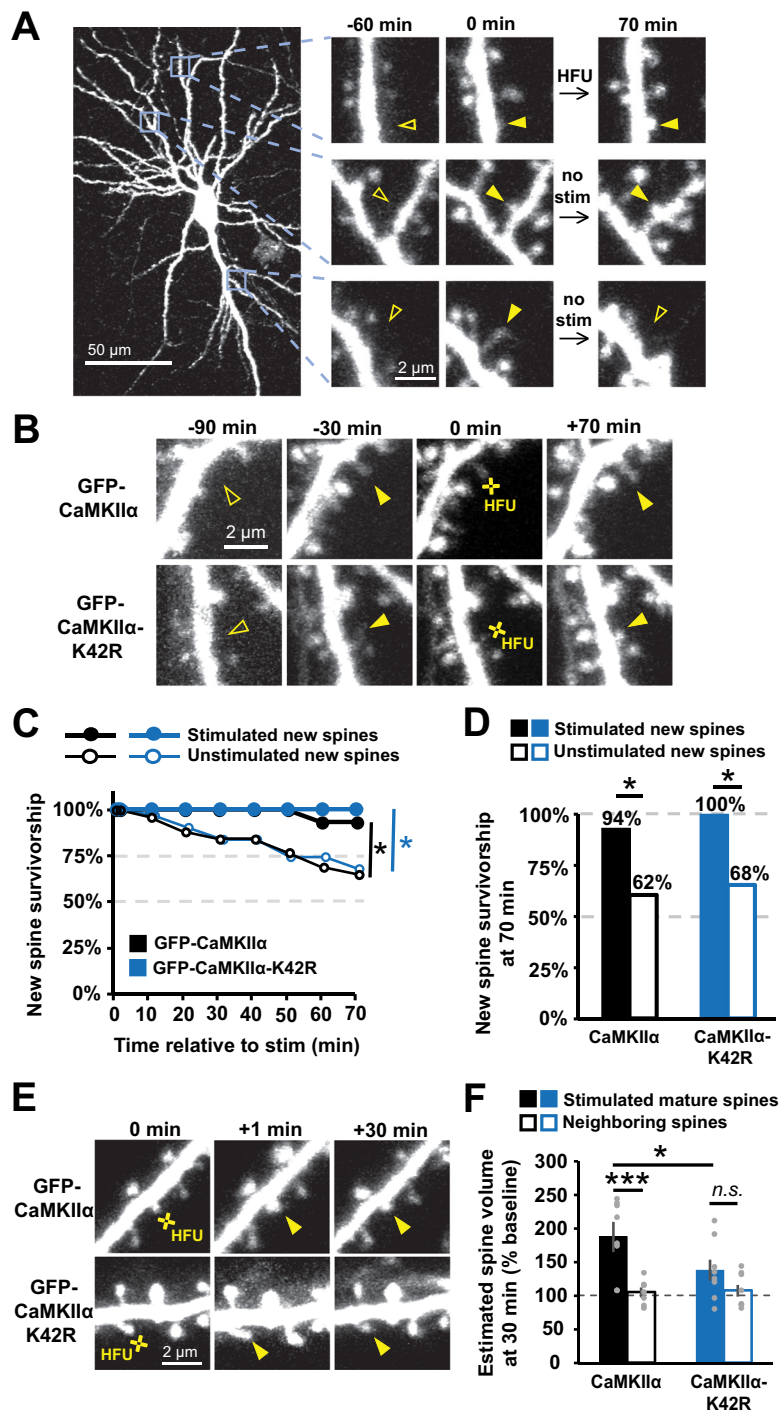 A
-60 min
0 min
70 min
HFU
no
stim
no
stim
50 µm
2 µm
B
-90 min
-30 min
0 min
+70 min
GFP-
CaMKIIα
2 µm
HFU
GFP-
CaMKIIα-
K42R
HFU
C
Stimulated new spines
Unstimulated new spines
New spine survivorship
100%
75%
50%
25%
0%
* *
GFP-CaMKIIα
GFP-CaMKIIα-K42R
0 10 20 30 40 50 60 70
Time relative to stim (min)
D
Stimulated new spines
Unstimulated new spines
New spine survivorship
at 70 min
* *
100%
75%
50%
25%
0%
94%
62%
100%
68%
CaMKIIα
CaMKIIα-
K42R
E
0 min
+1 min
+30 min
GFP-
CaMKIIα
HFU
GFP-
CaMKIIα
K42R
HFU
2 µm
F
Stimulated mature spines
Neighboring spines
Estimated spine volume
at 30 min (% baseline)
300
250
200
150
100
50
0
*
***
n.s.
CaMKIIα
CaMKIIα-
K42R